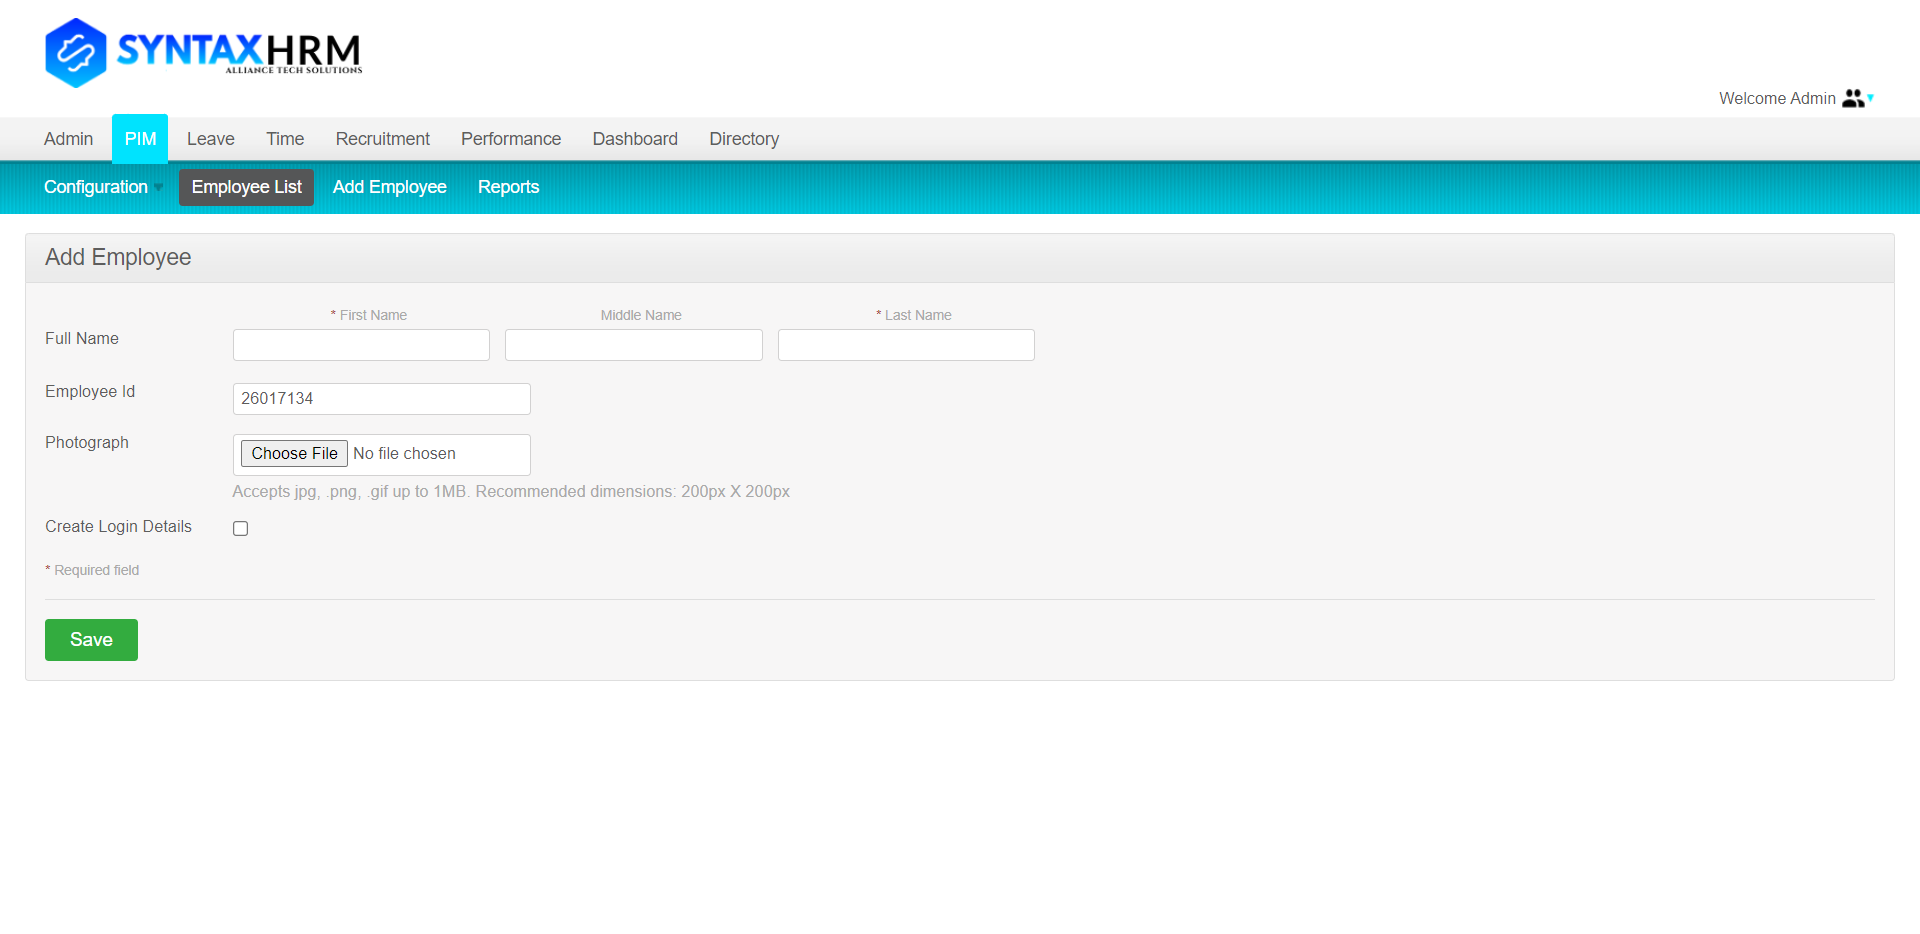 SYNTAXHRM
ALLIANCE TECH SOLUTIONS
Welcome Admin
Admin PIM Leave Time Recruitment Performance Dashboard Directory
Configuration Employee List Add Employee Reports
Add Employee
* First Name Middle Name * Last Name
Full Name
Employee Id 26017134
Photograph Choose File No file chosen
Accepts jpg, .png, .gif up to 1MB. Recommended dimensions: 200px X 200px
Create Login Details
* Required field
Save